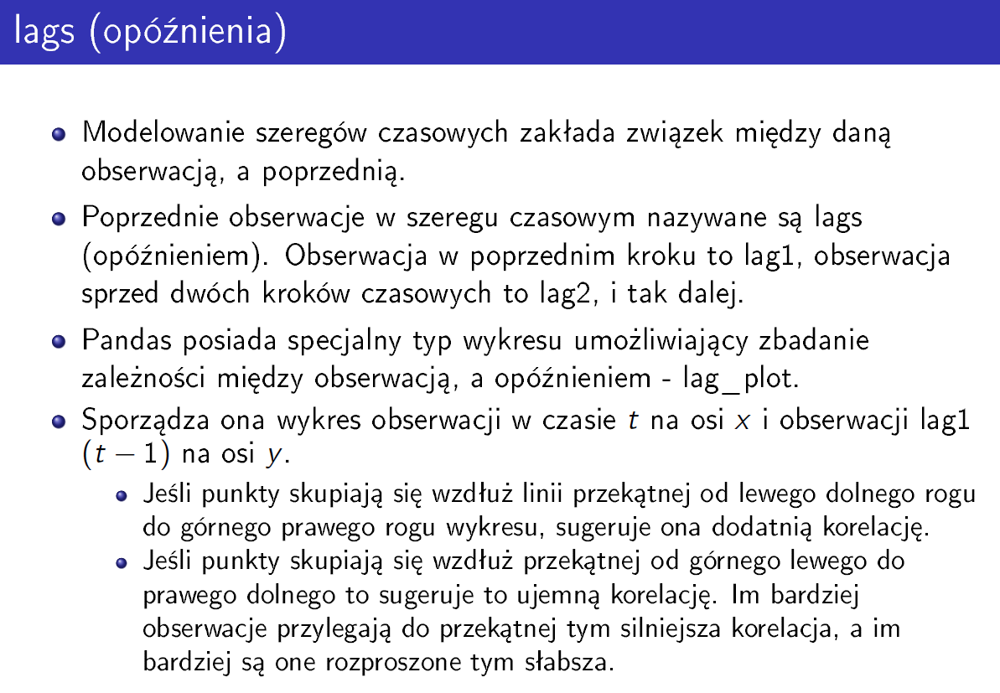 lags (opóźnienia)
Modelowanie szeregów czasowych zakłada związek między daną
obserwacją, a poprzednią.
Poprzednie obserwacje w szeregu czasowym nazywane są lags
(opóźnieniem). Obserwacja w poprzednim kroku to lag1, obserwacja
sprzed dwóch kroków czasowych to lag2, i tak dalej.
Pandas posiada specjalny typ wykresu umożliwiający zbadanie
zależności między obserwacją, a opóźnieniem - lag_plot.
Sporządza ona wykres obserwacji w czasie t na osi x i obserwacji lag1
(t − 1) na osi y.
Jeśli punkty skupiają się wzdłuż linii przekątnej od lewego dolnego rogu
do górnego prawego rogu wykresu, sugeruje ona dodatnią korelację.
Jeśli punkty skupiają się wzdłuż przekątnej od górnego lewego do
prawego dolnego to sugeruje to ujemną korelację. Im bardziej
obserwacje przylegają do przekątnej tym silniejsza korelacja, a im
bardziej są one rozproszone tym słabsza.